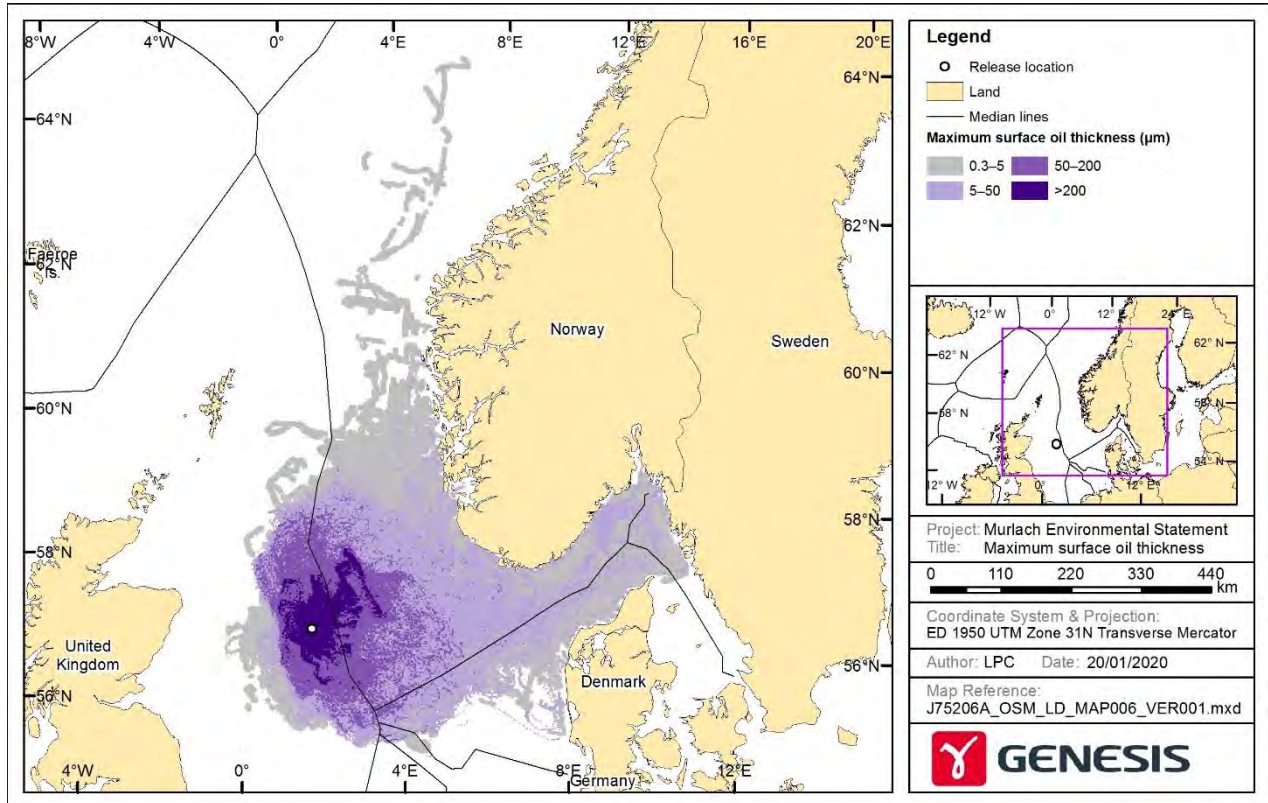 8°W
4°W
0°
4°E
8°E
12°E
16°E
20°E
64°N
64°N
62°N
Faeroe
Is.
62°N
Norway
Sweden
60°N
60°N
58°N
58°N
United
Kingdom
Denmark
56°N
56°N
4°W
0°
4°E
8°E
12°E
Germany
Legend
Release location
Land
Median lines
Maximum surface oil thickness (µm)
0.3–5
50–200
5–50
>200
12°W
0°
12°E
24°E
62°N
62°N
58°N
58°N
54°N
12°W
0°
12°E
Project: Murlach Environmental Statement
Title: Maximum surface oil thickness
0 110 220 330 440
km
Coordinate System & Projection:
ED 1950 UTM Zone 31N Transverse Mercator
Author: LPC Date: 20/01/2020
Map Reference:
J75206A_OSM_LD_MAP006_VER001.mxd
GENESIS